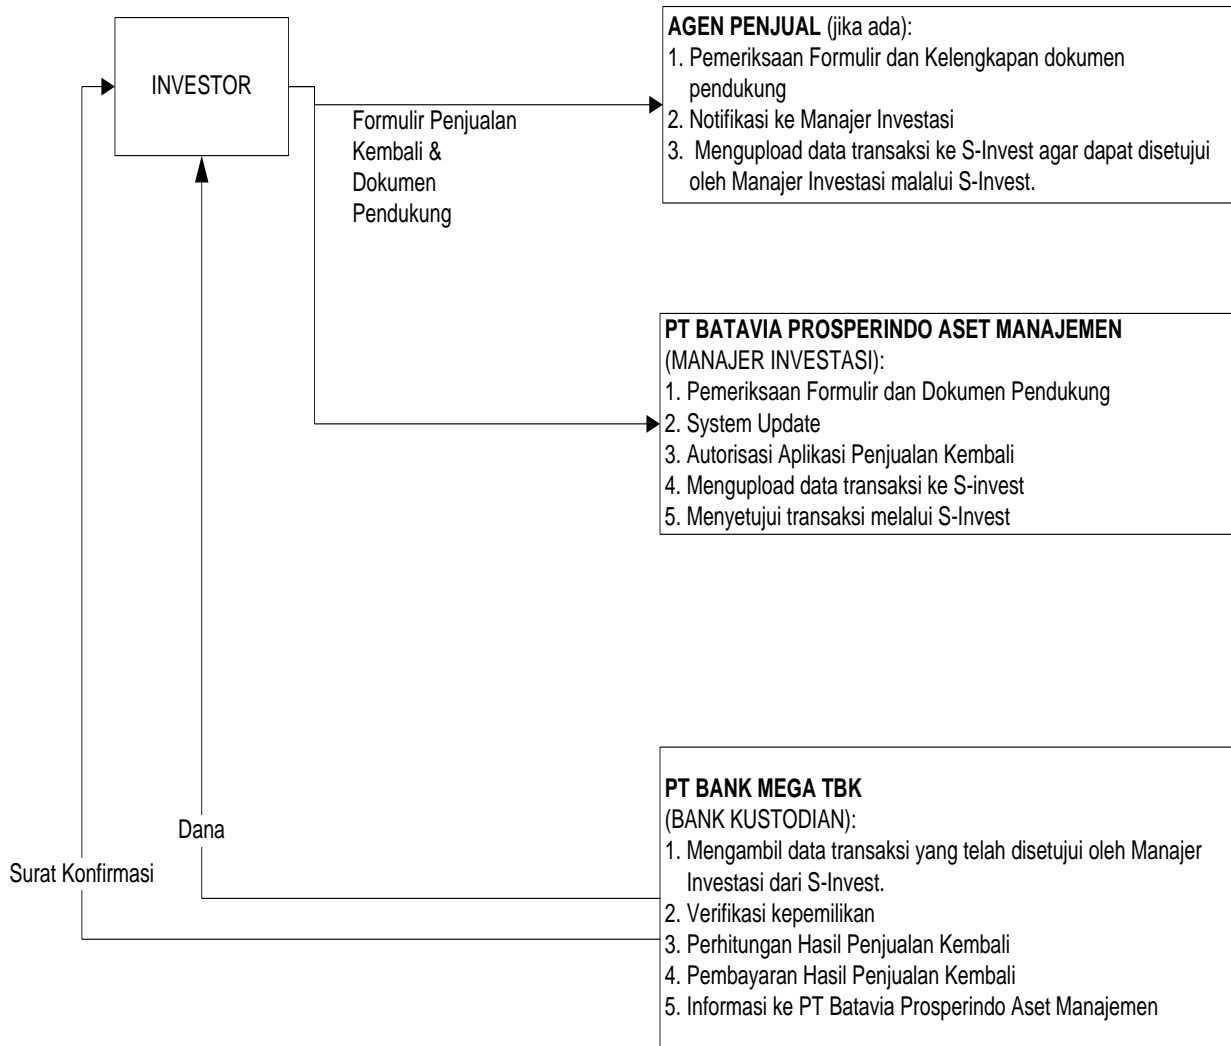 INVESTOR
Formulir Penjualan
Kembali &
Dokumen
Pendukung
AGEN PENJUAL (jika ada):
1. Pemeriksaan Formulir dan Kelengkapan dokumen
pendukung
2. Notifikasi ke Manajer Investasi
3. Mengupload data transaksi ke S-Invest agar dapat disetujui
oleh Manajer Investasi malalui S-Invest.
PT BATAVIA PROSPERINDO ASET MANAJEMEN
(MANAJER INVESTASI):
1. Pemeriksaan Formulir dan Dokumen Pendukung
2. System Update
3. Autorisasi Aplikasi Penjualan Kembali
4. Mengupload data transaksi ke S-invest
5. Menyetujui transaksi melalui S-Invest
Dana
Surat Konfirmasi
PT BANK MEGA TBK
(BANK KUSTODIAN):
1. Mengambil data transaksi yang telah disetujui oleh Manajer
Investasi dari S-Invest.
2. Verifikasi kepemilikan
3. Perhitungan Hasil Penjualan Kembali
4. Pembayaran Hasil Penjualan Kembali
5. Informasi ke PT Batavia Prosperindo Aset Manajemen